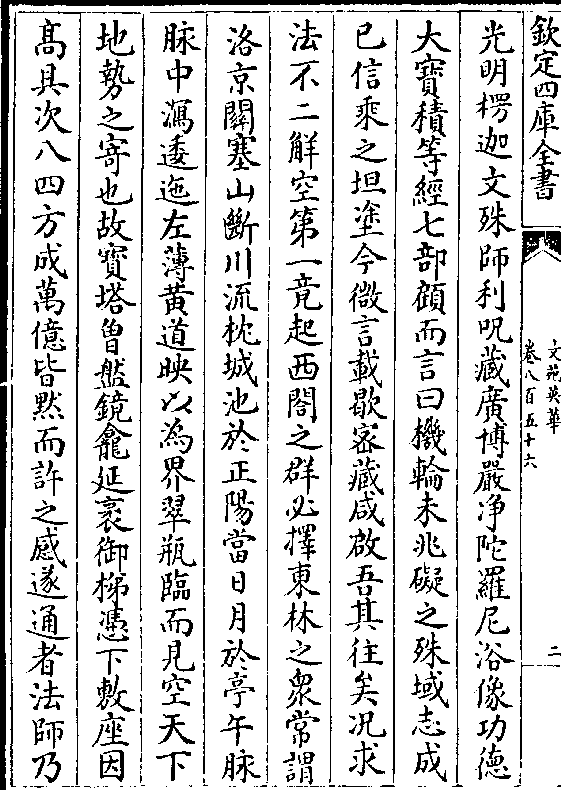 欽定四庫全書
文苑英華
卷八百五十六
二
光明楞迦文殊師利呪藏廣博嚴浄陀羅尼浴像功德
大寶積等經七部顧而言曰機輪未兆礙之殊域志成
已信乘之坦塗今微言載歇宻藏咸啟吾其往矣况求
法不二解空第一竟起西閤之群必擇東林之衆常謂
洛京闕塞山斷川流枕城池於正陽當日月於亭午脉
脉中瀉逶迤左薄黄道映以為界翠瓶臨而見空天下
地勢之寄也故寳塔曾盤鏡龕延袤御梯憑下敷座因
髙具次八四方成萬億皆黙而許之感遂通者法師乃